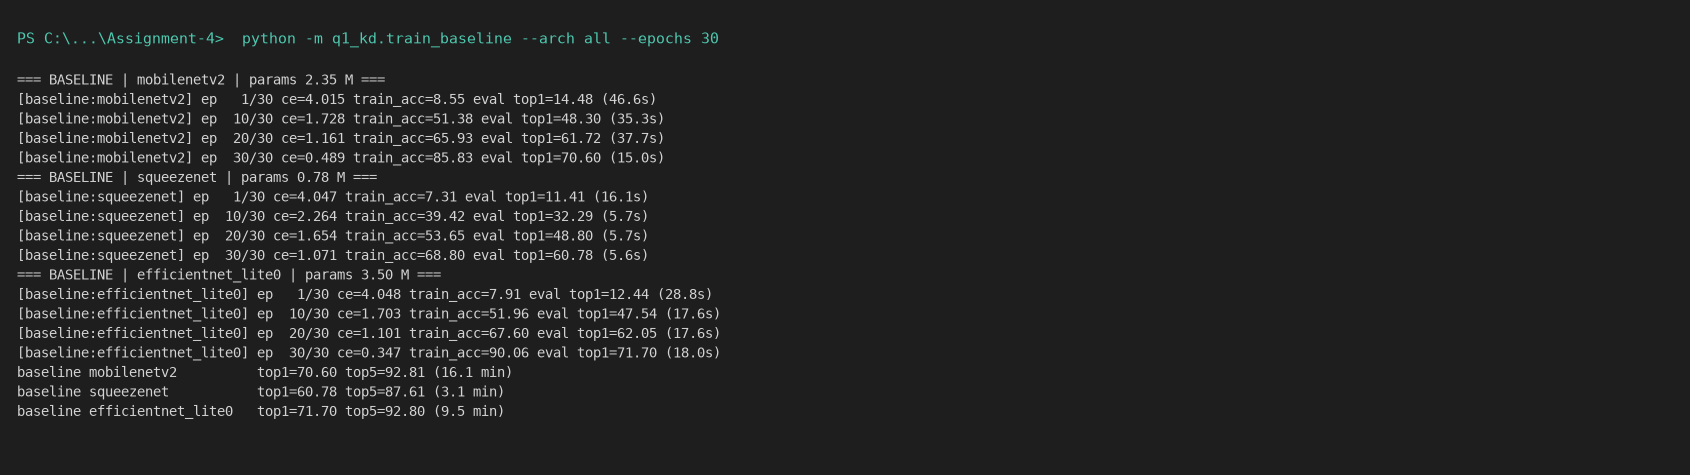 PS C:\...\Assignment-4>  python -m q1_kd.train_baseline --arch all --epochs 30
=== BASELINE | mobilenetv2 | params 2.35 M ===
[baseline:mobilenetv2] ep   1/30 ce=4.015 train_acc=8.55 eval top1=14.48 (46.6s)
[baseline:mobilenetv2] ep  10/30 ce=1.728 train_acc=51.38 eval top1=48.30 (35.3s)
[baseline:mobilenetv2] ep  20/30 ce=1.161 train_acc=65.93 eval top1=61.72 (37.7s)
[baseline:mobilenetv2] ep  30/30 ce=0.489 train_acc=85.83 eval top1=70.60 (15.0s)
=== BASELINE | squeezenet | params 0.78 M ===
[baseline:squeezenet] ep   1/30 ce=4.047 train_acc=7.31 eval top1=11.41 (16.1s)
[baseline:squeezenet] ep  10/30 ce=2.264 train_acc=39.42 eval top1=32.29 (5.7s)
[baseline:squeezenet] ep  20/30 ce=1.654 train_acc=53.65 eval top1=48.80 (5.7s)
[baseline:squeezenet] ep  30/30 ce=1.071 train_acc=68.80 eval top1=60.78 (5.6s)
=== BASELINE | efficientnet_lite0 | params 3.50 M ===
[baseline:efficientnet_lite0] ep   1/30 ce=4.048 train_acc=7.91 eval top1=12.44 (28.8s)
[baseline:efficientnet_lite0] ep  10/30 ce=1.703 train_acc=51.96 eval top1=47.54 (17.6s)
[baseline:efficientnet_lite0] ep  20/30 ce=1.101 train_acc=67.60 eval top1=62.05 (17.6s)
[baseline:efficientnet_lite0] ep  30/30 ce=0.347 train_acc=90.06 eval top1=71.70 (18.0s)
baseline mobilenetv2          top1=70.60 top5=92.81 (16.1 min)
baseline squeezenet           top1=60.78 top5=87.61 (3.1 min)
baseline efficientnet_lite0   top1=71.70 top5=92.80 (9.5 min)